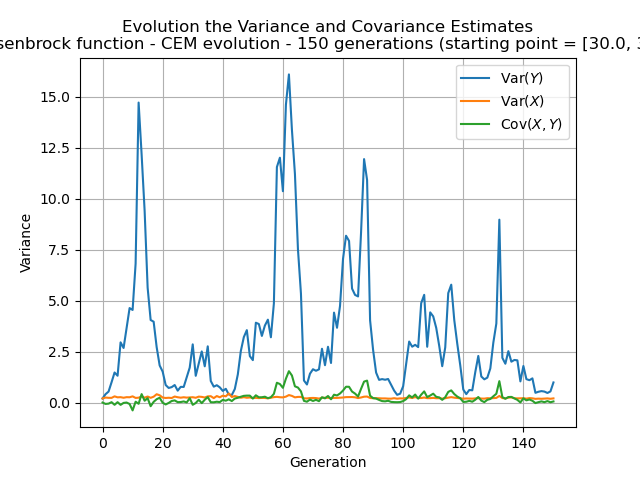 Evolution the Variance and Covariance Estimates
function - CEM evolution - 150 generations (starting point = [30.0,
Var(Y)
Var(X)
Cov(X, Y)
Variance
15.0
12.5
10.0
7.5
5.0
2.5
0.0
0 20 40 60 80 100 120 140
Generation